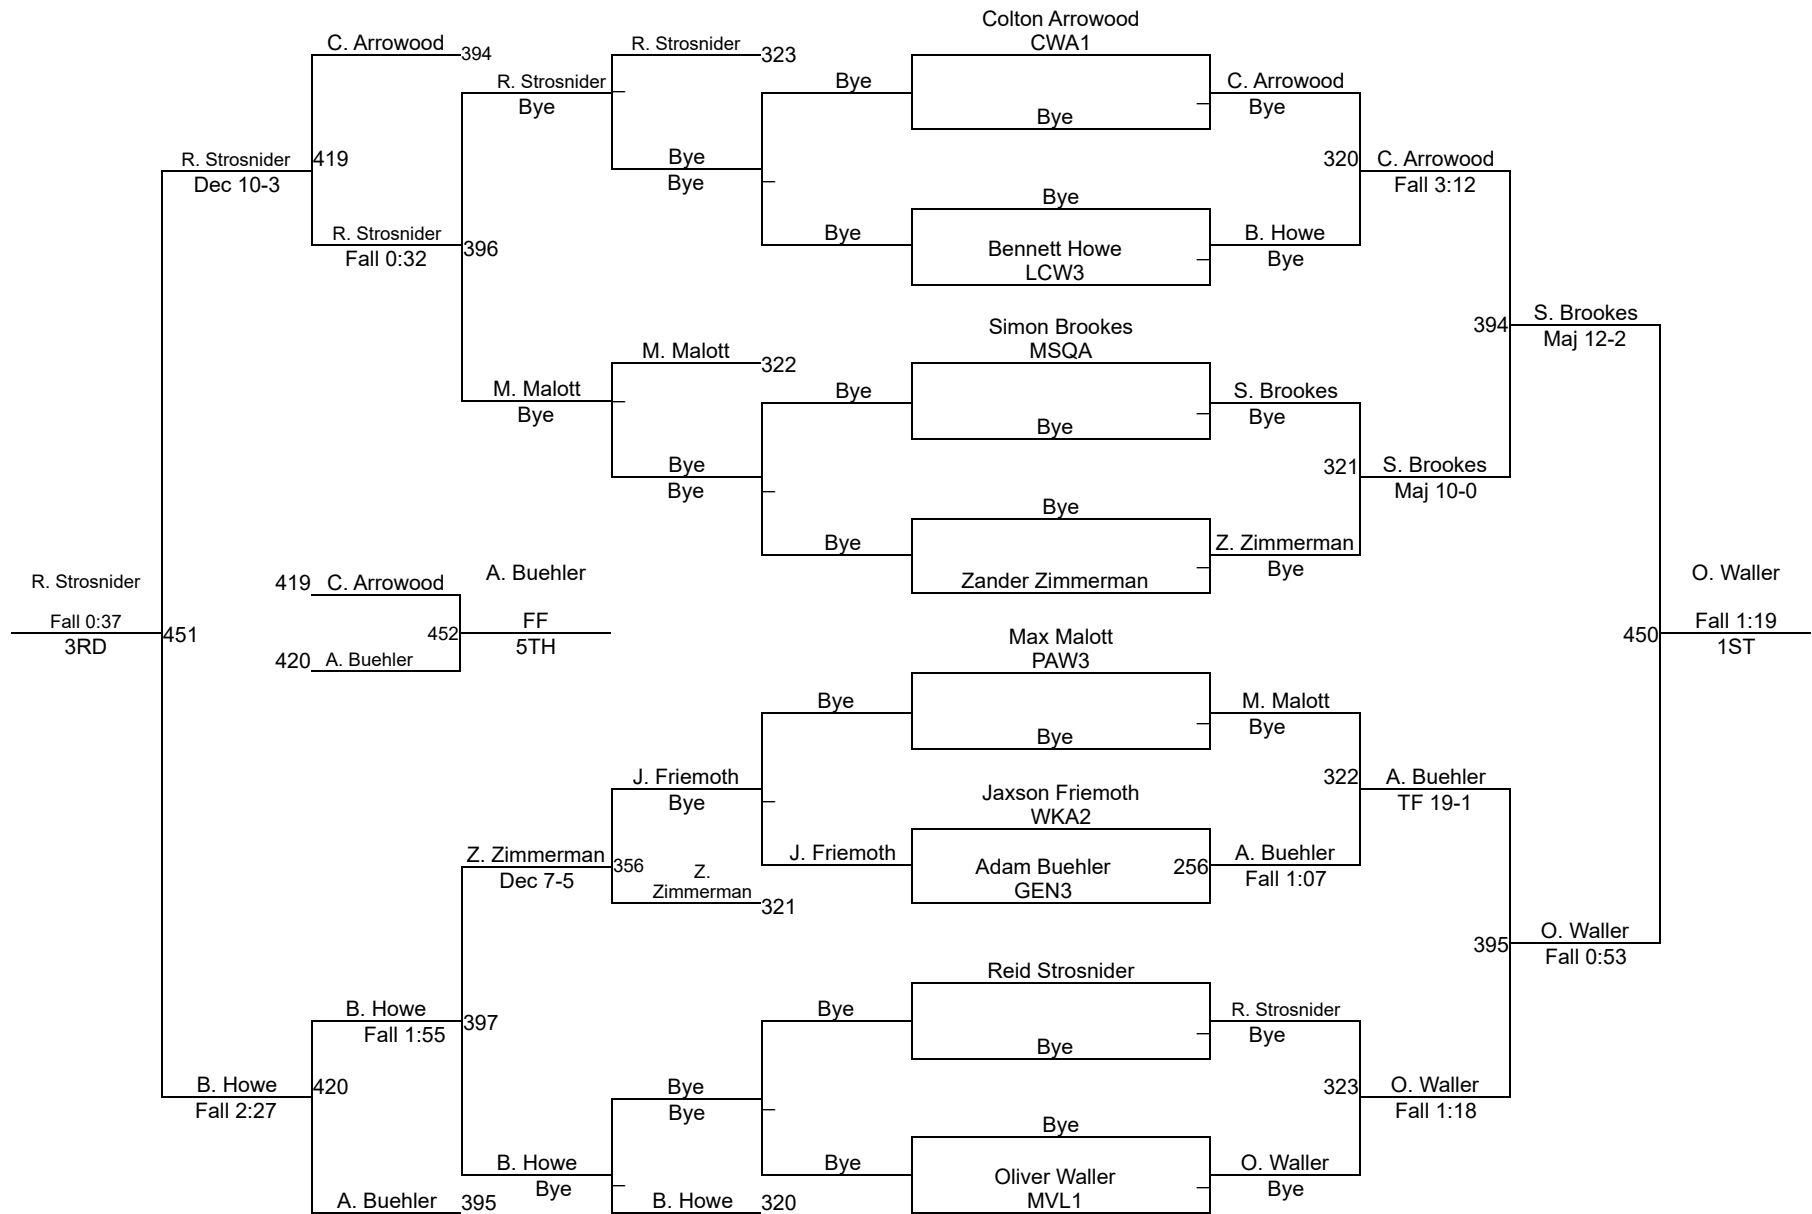 Colton Arrowood
CWA1
C. Arrowood
394
R. Strosnider
323
R. Strosnider
Bye
Bye
Bye
C. Arrowood
Bye
R. Strosnider
419
Dec 10-3
Bye
Bye
320
C. Arrowood
Fall 3:12
Bye
R. Strosnider
396
Fall 0:32
Bye
Bennett Howe
LCW3
B. Howe
Bye
Simon Brookes
MSQA
394
S. Brookes
Maj 12-2
M. Malott
322
M. Malott
Bye
Bye
Bye
S. Brookes
Bye
Bye
Bye
321
S. Brookes
Maj 10-0
Bye
Bye
Zander Zimmerman
Z. Zimmerman
Bye
R. Strosnider
Fall 0:37
3RD
451
419
C. Arrowood
452
420
A. Buehler
A. Buehler
FF
5TH
O. Waller
450
Fall 1:19
1ST
Max Malott
PAW3
Bye
Bye
M. Malott
Bye
J. Friemoth
Bye
Jaxson Friemoth
WKA2
322
A. Buehler
TF 19-1
Z. Zimmerman
356
Dec 7-5
Z.
Zimmerman
321
J. Friemoth
Adam Buehler
GEN3
256
A. Buehler
Fall 1:07
395
O. Waller
Fall 0:53
Reid Strosnider
B. Howe
397
Fall 1:55
Bye
Bye
R. Strosnider
Bye
B. Howe
420
Fall 2:27
Bye
Bye
323
O. Waller
Fall 1:18
Bye
B. Howe
Bye
Bye
Oliver Waller
MVL1
O. Waller
Bye
A. Buehler
395
B. Howe
320